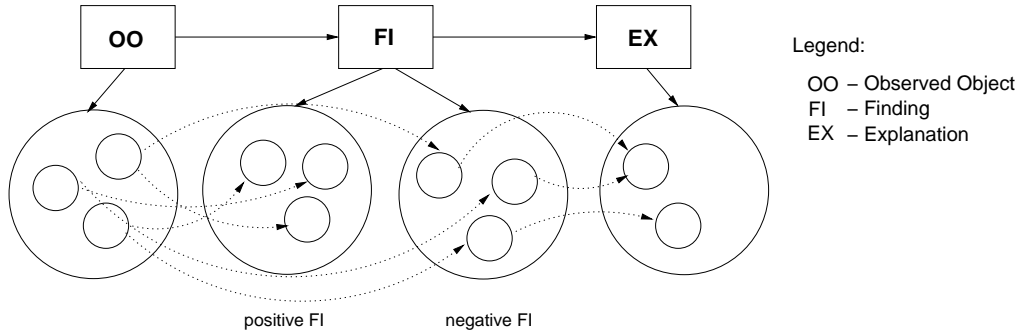 OO
FI
EX
Legend:
OO – Observed Object
FI – Finding
EX – Explanation
positive FI
negative FI